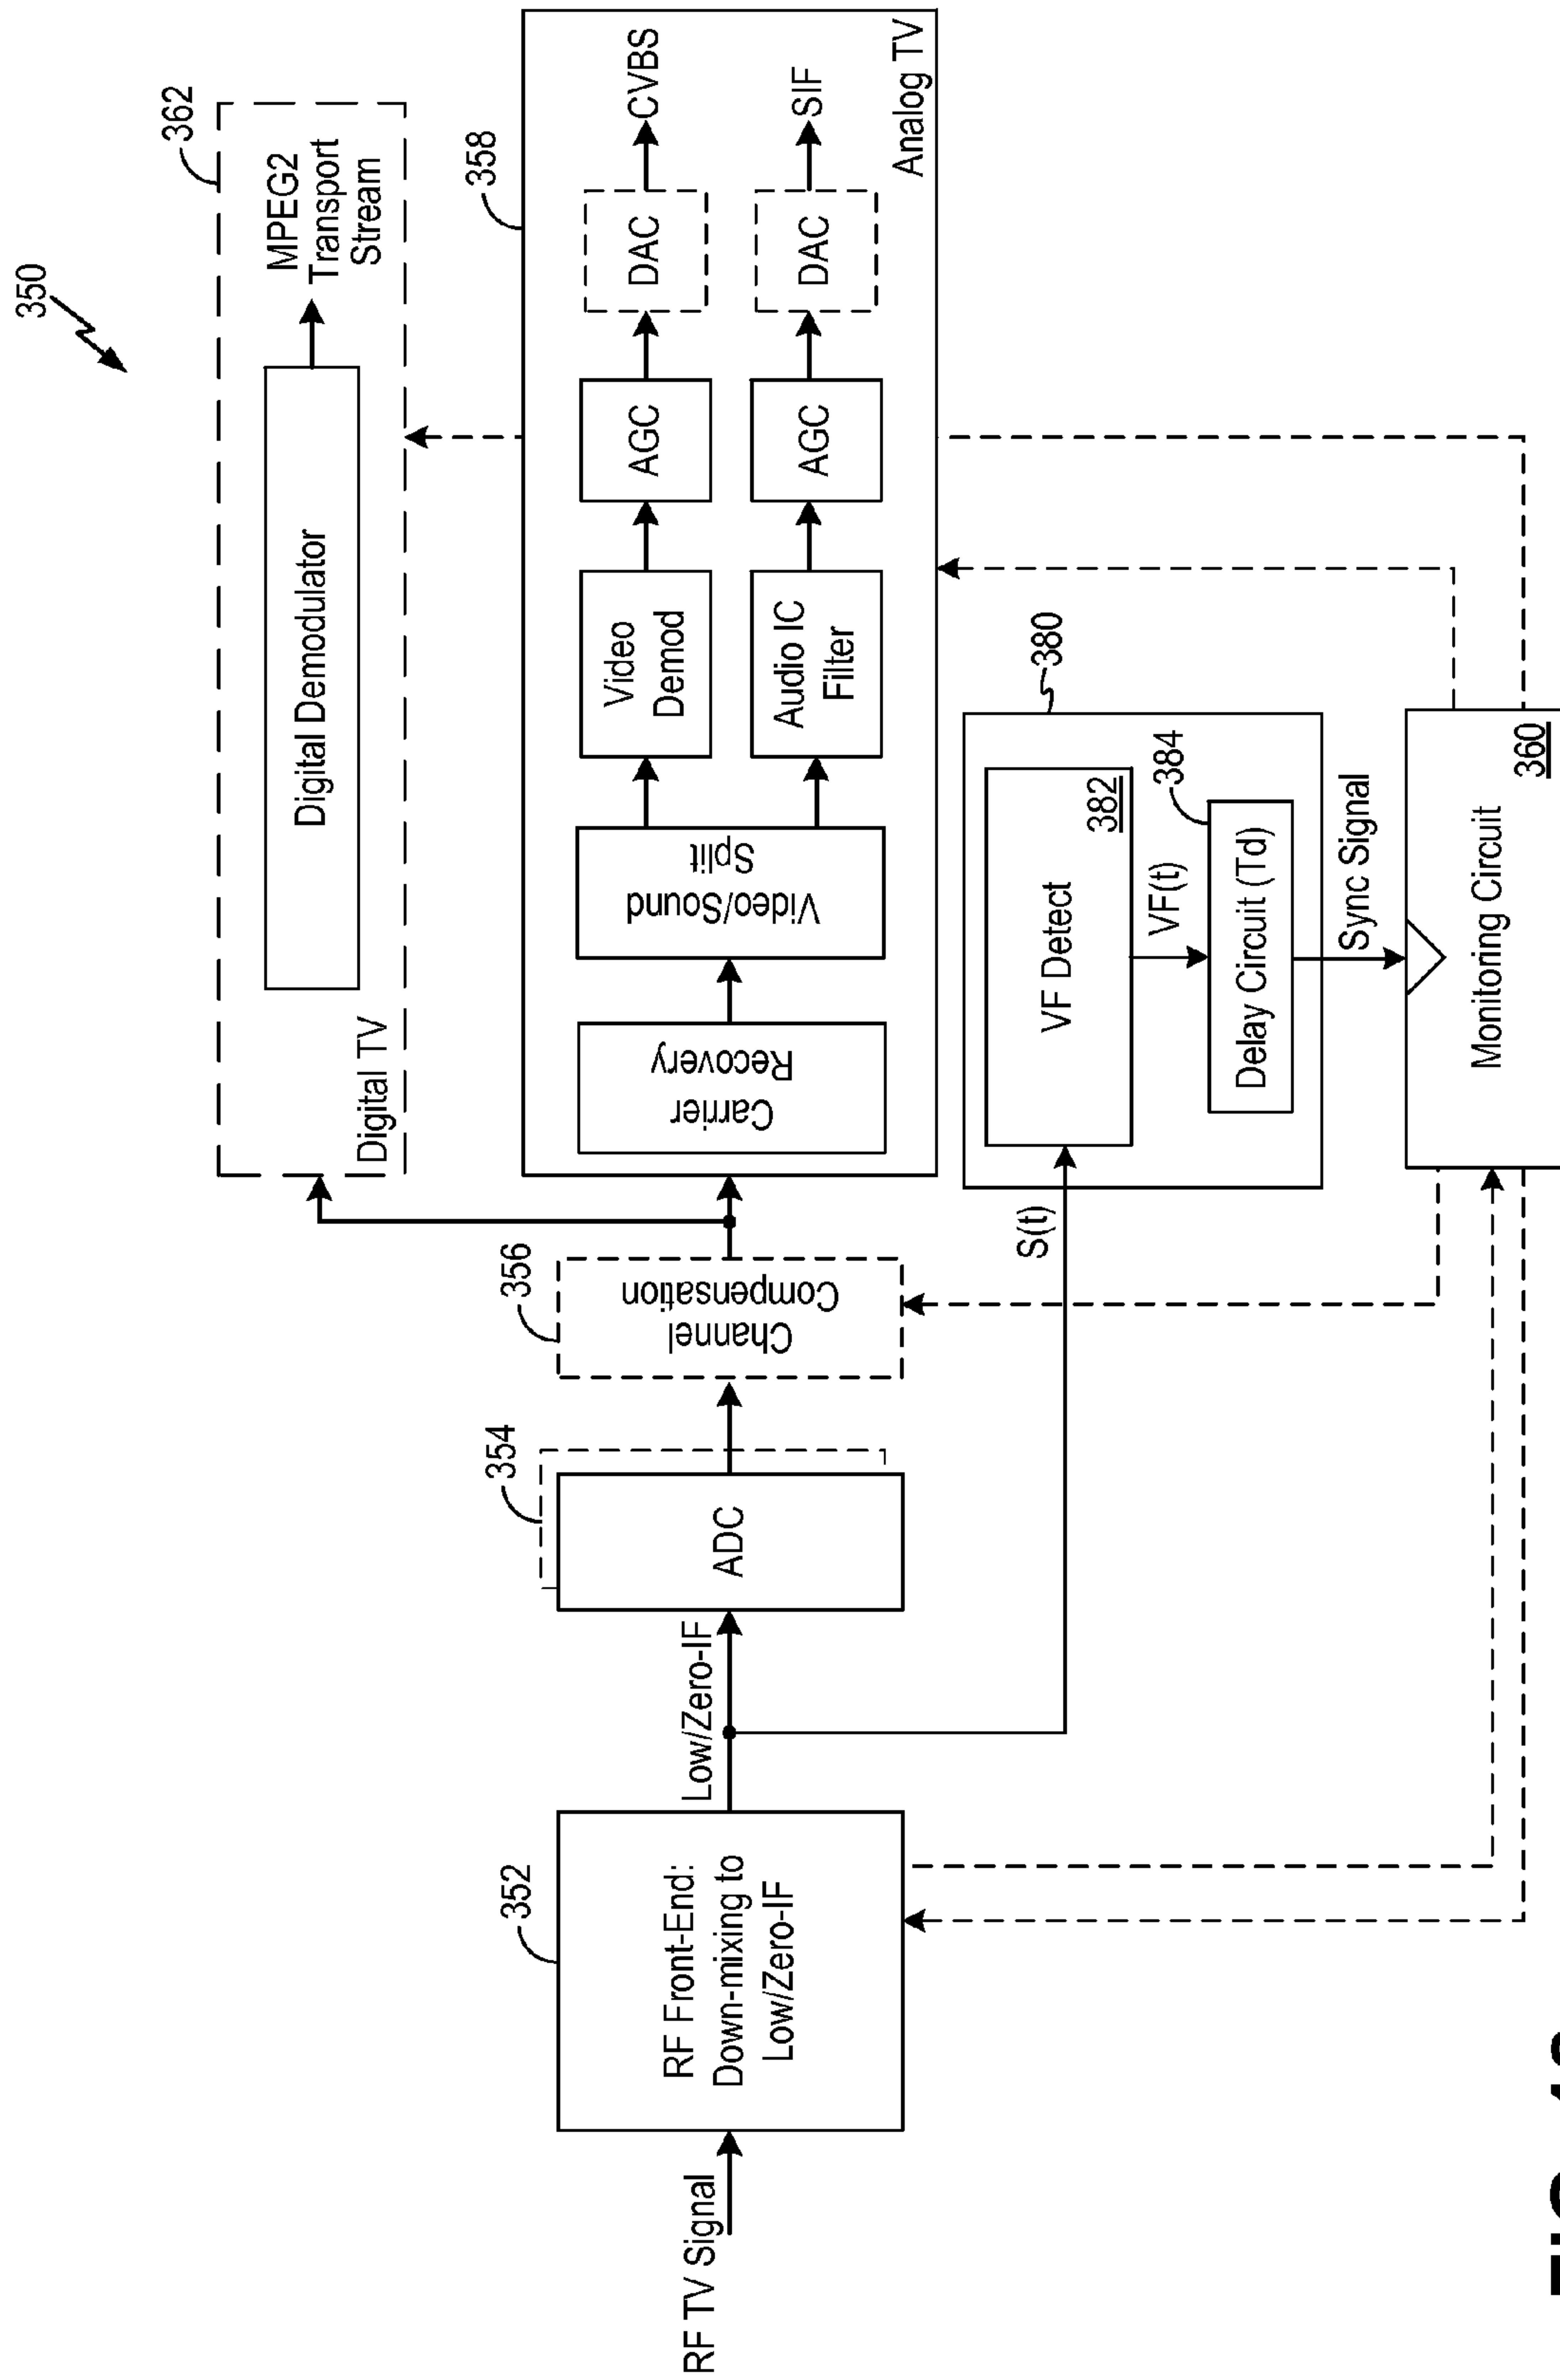 350
362
MPEG2
Transport
Stream
Digital Demodulator
Digital TV
358
CVBS
SIF
DAC
DAC
AGC
AGC
Video
Demod
Audio IC
Filter
Video/Sound
Split
Carrier
Recovery
Analog TV
356
Channel
Compensation
354
ADC
Low/Zero-IF
352
RF Front-End:
Down-mixing to
Low/Zero-IF
RF TV Signal
S(t)
380
VF Detect
382
VF(t)
384
Delay Circuit (Td)
Sync Signal
Monitoring Circuit
360